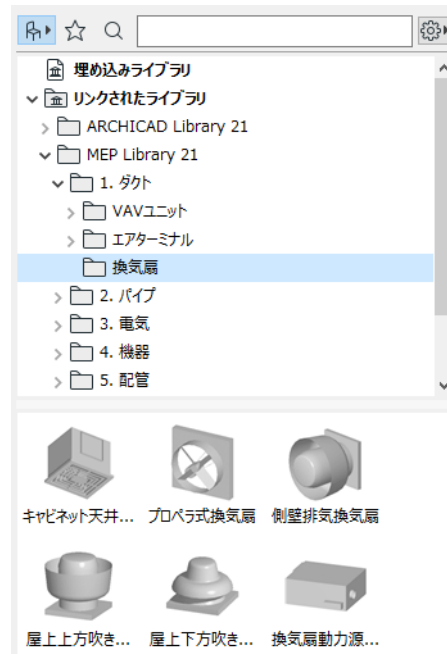 埋め込みライブラリ
リンクされたライブラリ
ARCHICAD Library 21
MEP Library 21
1. ダクト
VAVユニット
エアターミナル
換気扇
2. パイプ
3. 電気
4. 機器
5. 配管
キャビネット天井... プロペラ式換気扇 側壁排気換気扇
屋上上方吹き... 屋上下方吹き... 換気扇動力源...